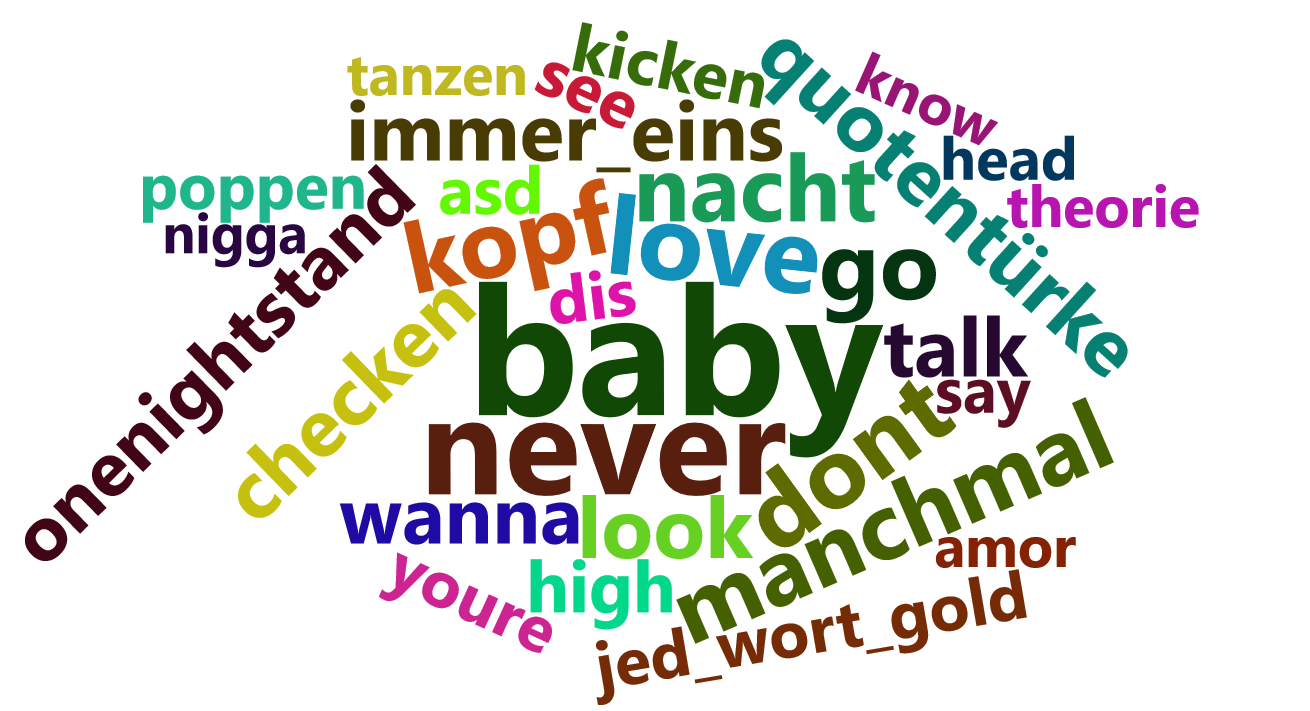 kicken
tanzen
see
quotentürke
know
immer_eins
head
poppen
asd
nacht
theorie
nigga
kopf
love
go
onenightstand
dis
checken
baby
talk
say
never
dont
manchmal
wanna
look
amor
youre
high
jed_wort_gold